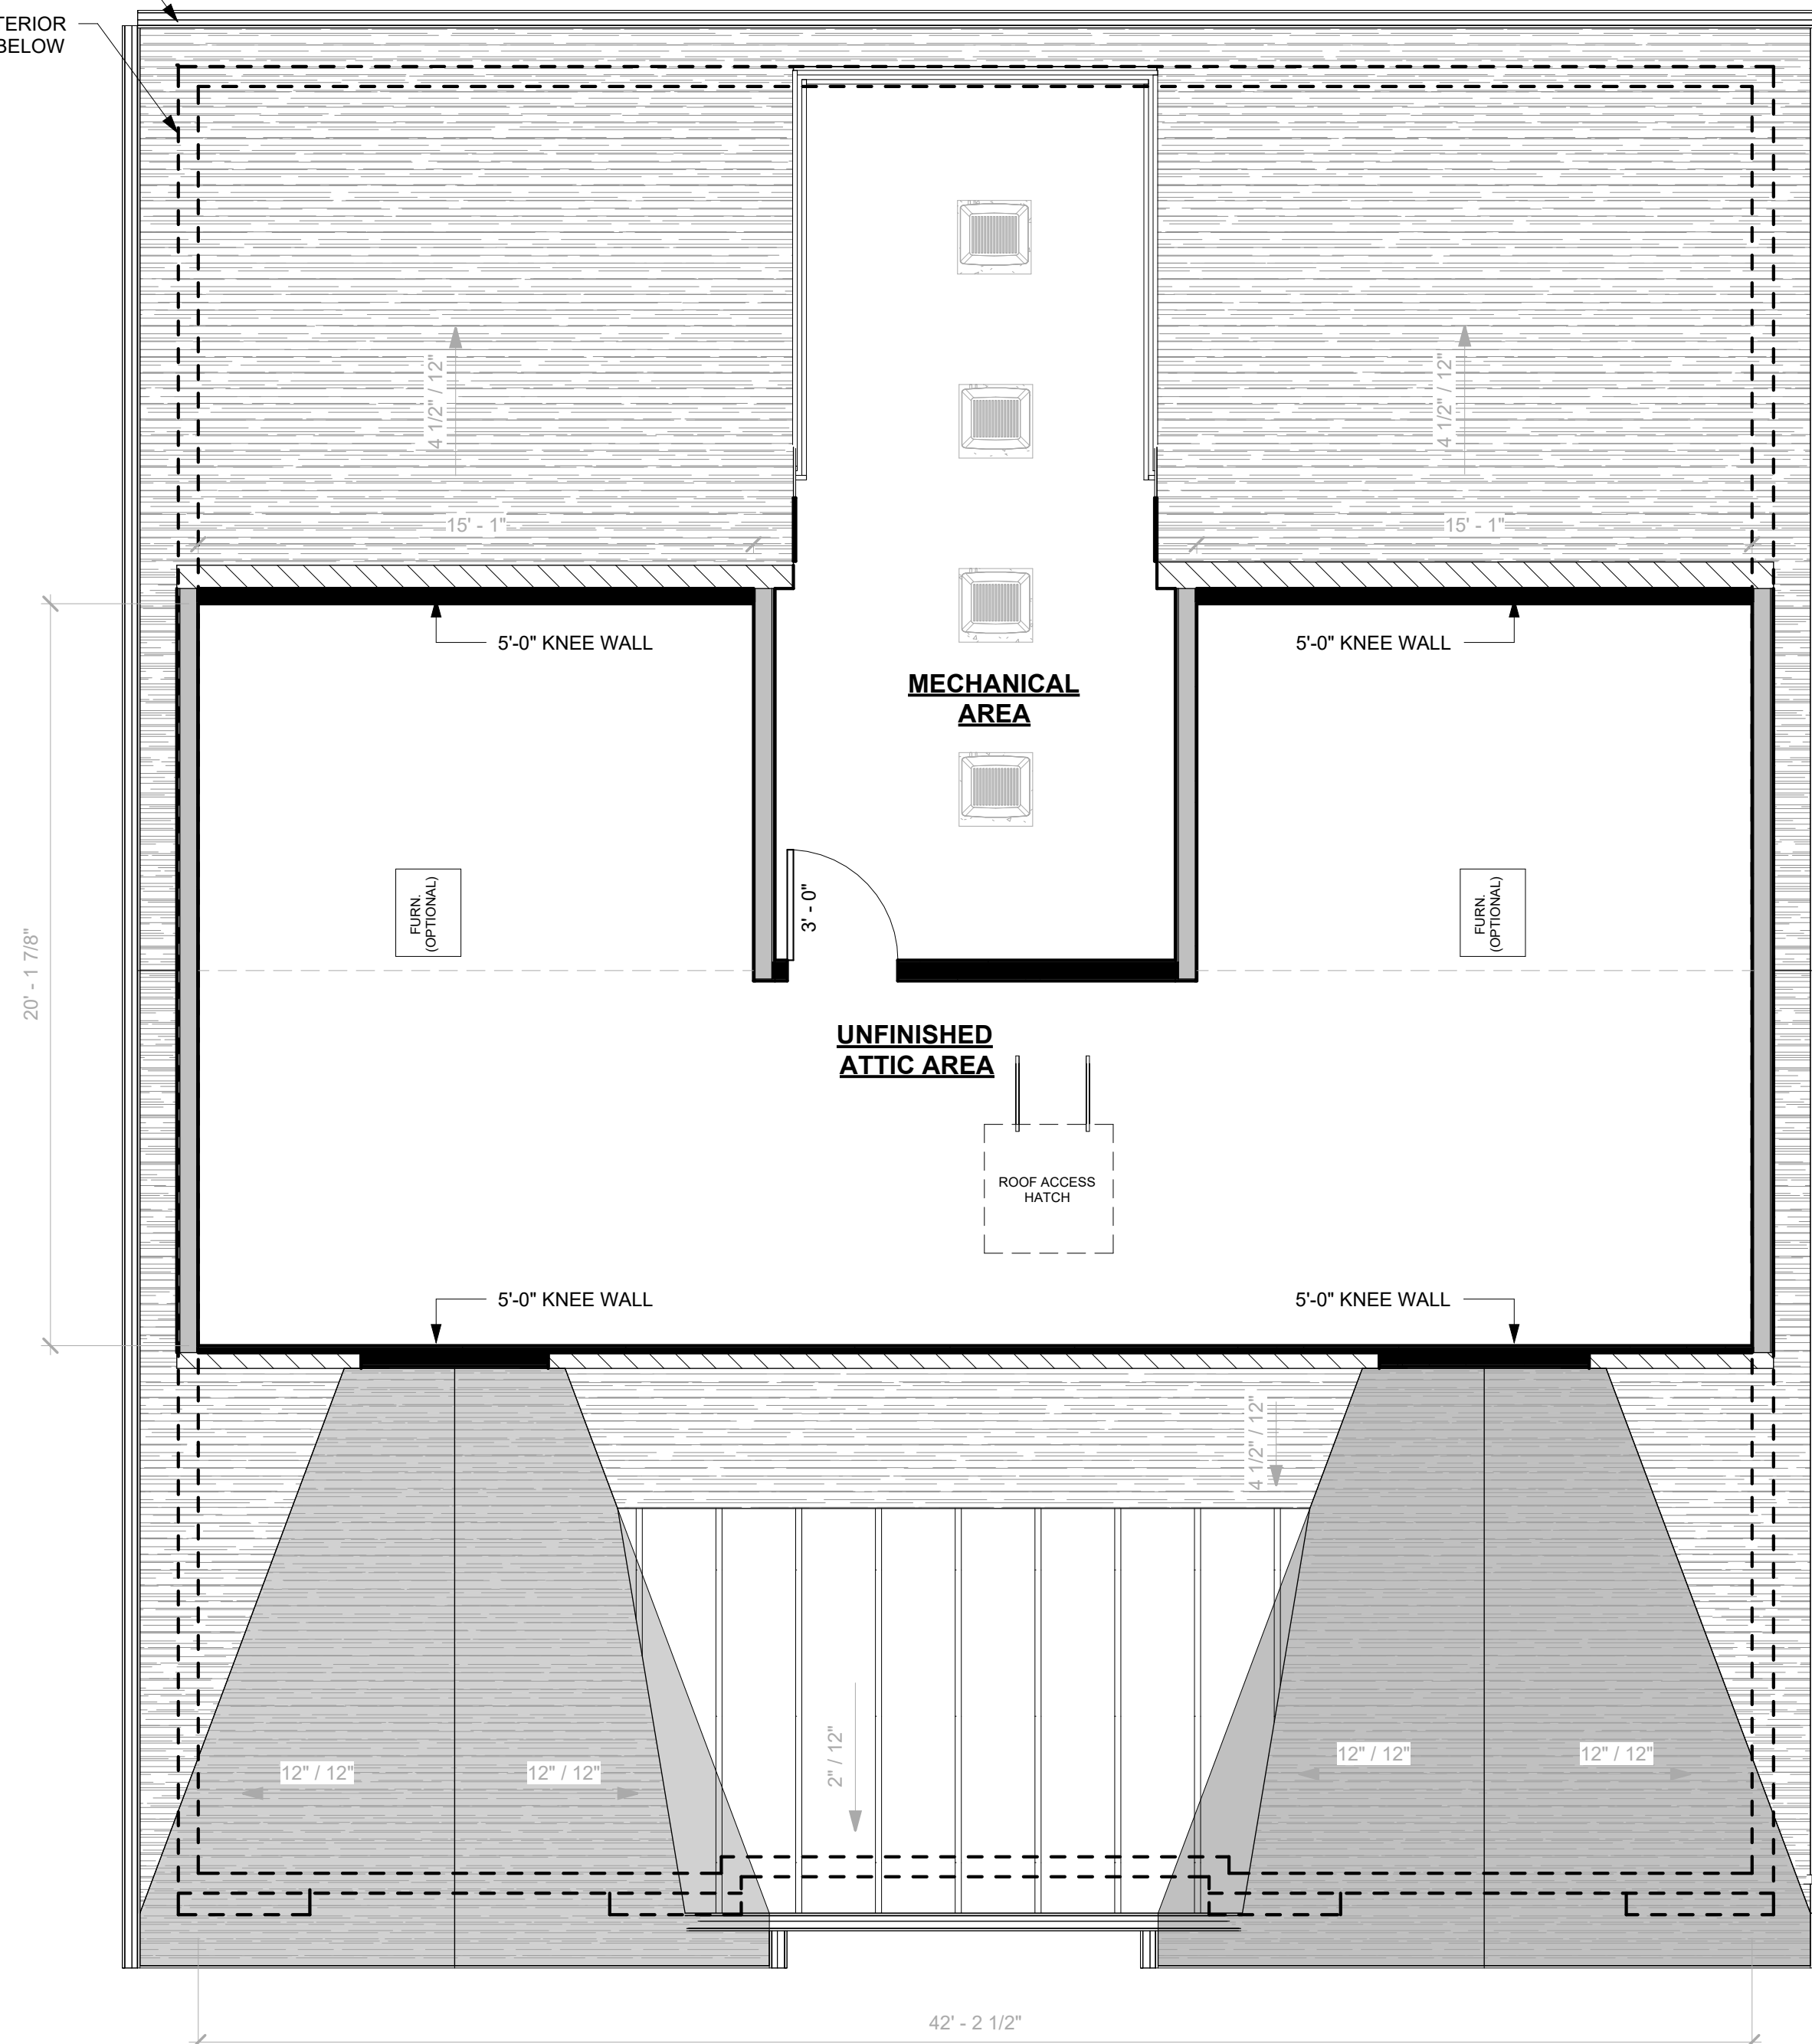 TERIOR
BELOW
4 1/2" / 12"
4 1/2" / 12"
15' - 1"
15' - 1"
5'-0" KNEE WALL
5'-0" KNEE WALL
MECHANICAL
AREA
FURN.
(OPTIONAL)
3' - 0"
FURN.
(OPTIONAL)
20' - 1 7/8"
UNFINISHED
ATTIC AREA
ROOF ACCESS
HATCH
5'-0" KNEE WALL
5'-0" KNEE WALL
4 1/2" / 12"
2" / 12"
12" / 12"
12" / 12"
12" / 12"
12" / 12"
42' - 2 1/2"